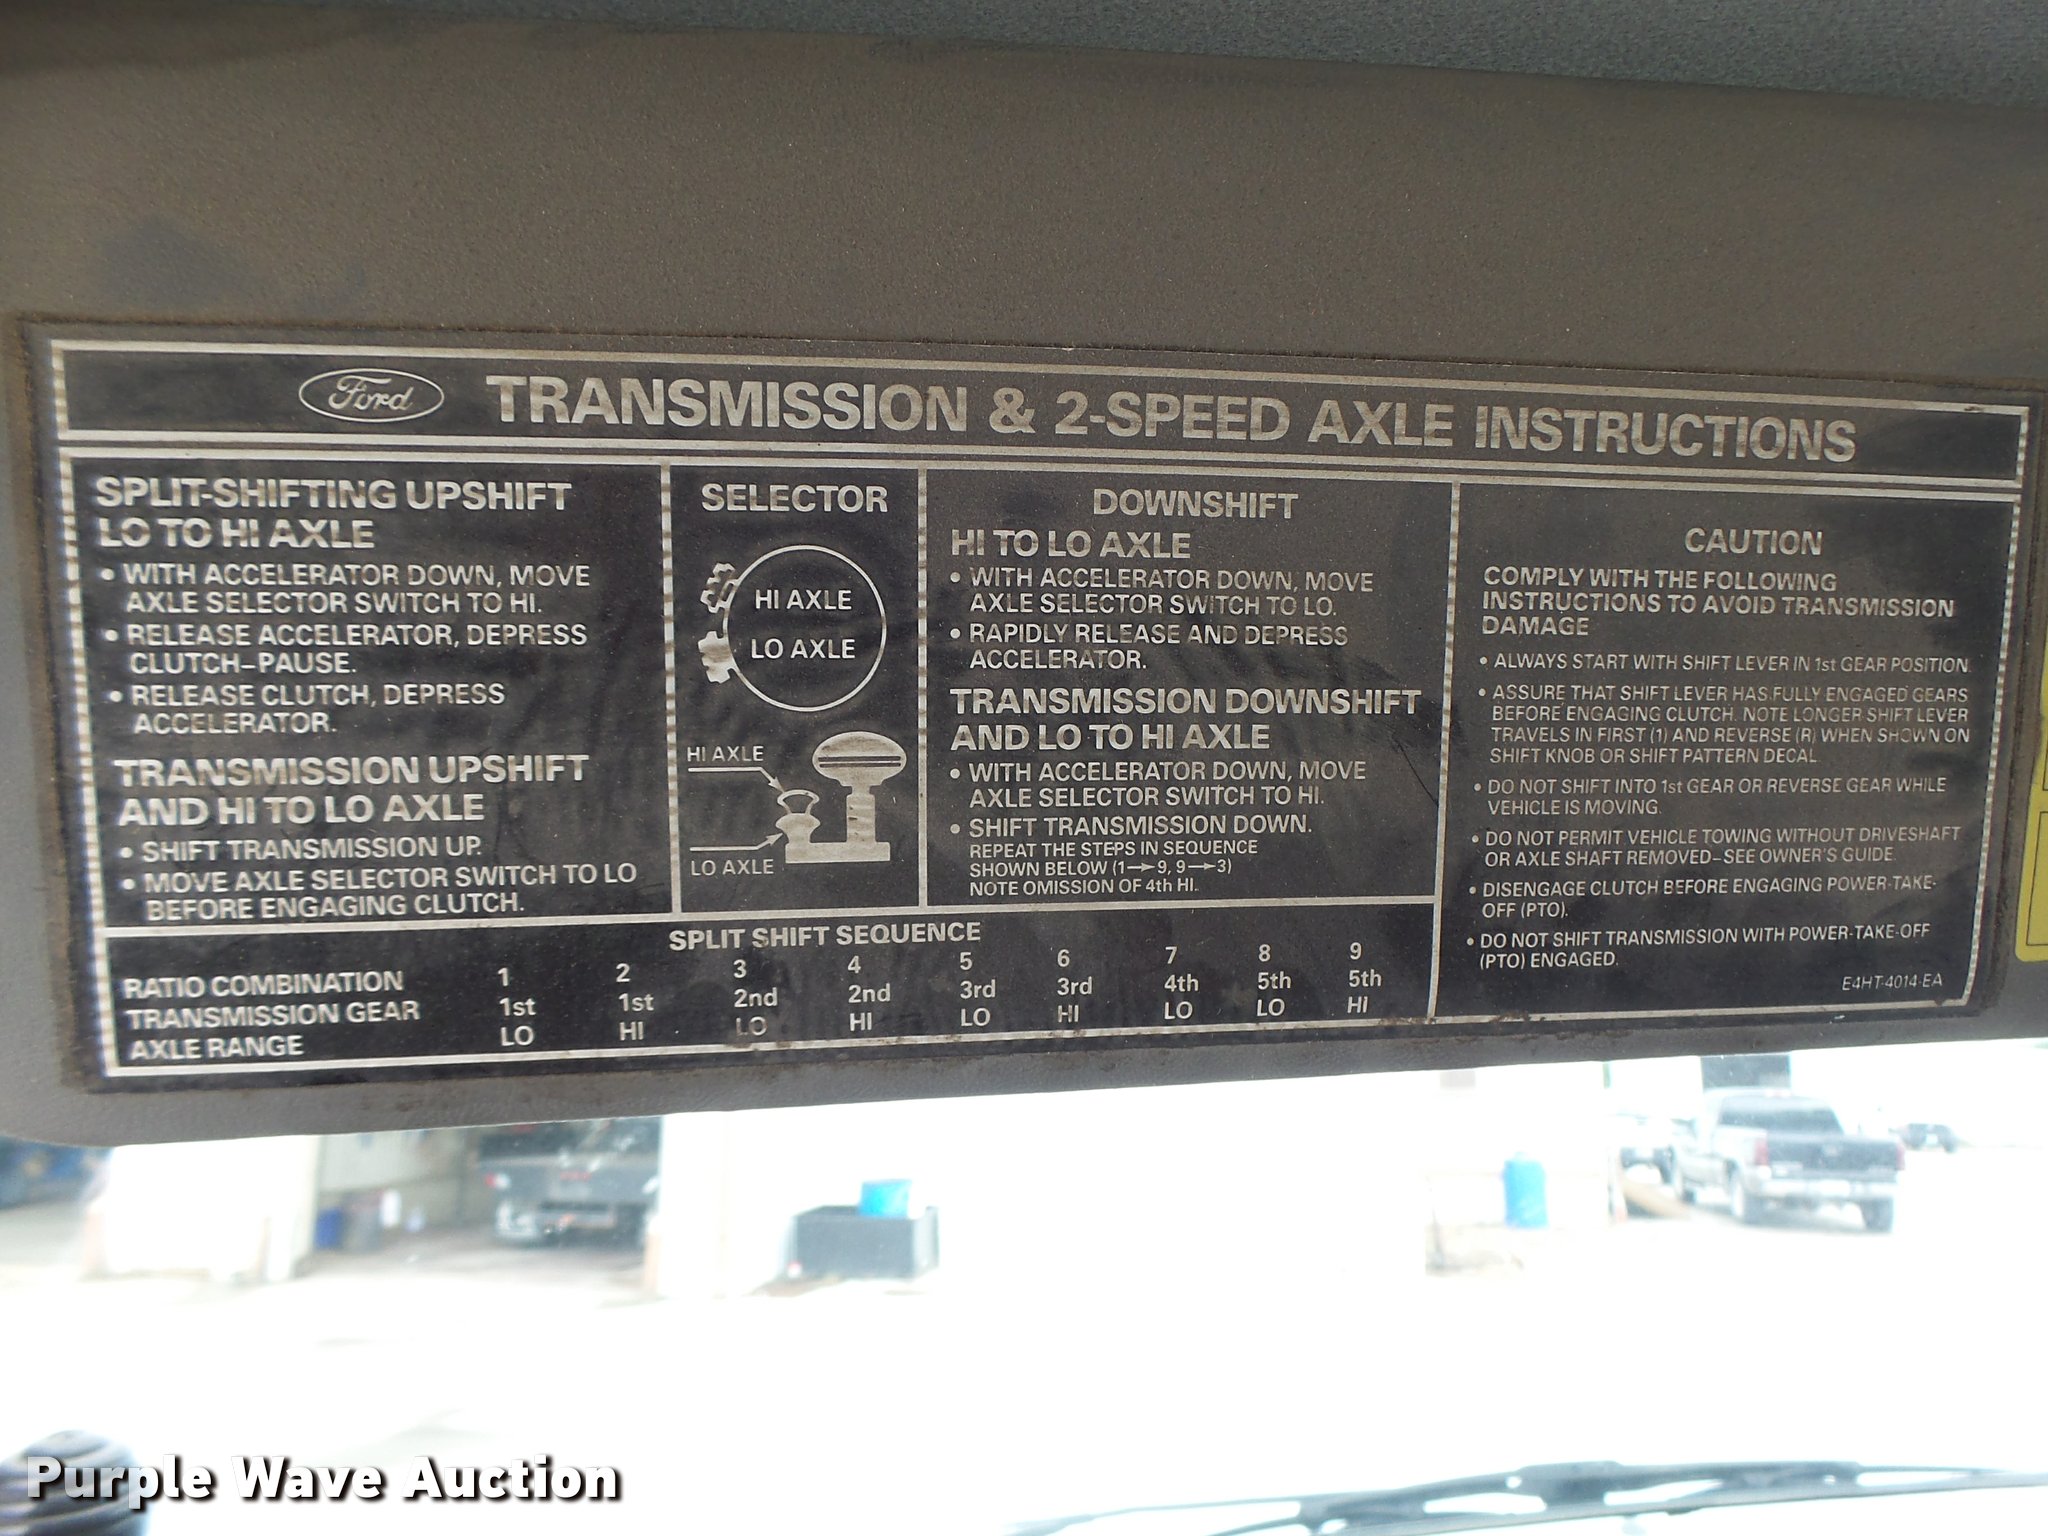 Ford TRANSMISSION & 2-SPEED AXLE INSTRUCTIONS
SPLIT-SHIFTING UPSHIFT
LO TO HI AXLE
• WITH ACCELERATOR DOWN, MOVE
AXLE SELECTOR SWITCH TO HI.
• RELEASE ACCELERATOR, DEPRESS
CLUTCH–PAUSE.
• RELEASE CLUTCH, DEPRESS
ACCELERATOR.
TRANSMISSION UPSHIFT
AND HI TO LO AXLE
• SHIFT TRANSMISSION UP.
• MOVE AXLE SELECTOR SWITCH TO LO
BEFORE ENGAGING CLUTCH.
SELECTOR
HI AXLE
LO AXLE
HI AXLE
LO AXLE
DOWNSHIFT
HI TO LO AXLE
• WITH ACCELERATOR DOWN, MOVE
AXLE SELECTOR SWITCH TO LO.
• RAPIDLY RELEASE AND DEPRESS
ACCELERATOR.
TRANSMISSION DOWNSHIFT
AND LO TO HI AXLE
• WITH ACCELERATOR DOWN, MOVE
AXLE SELECTOR SWITCH TO HI.
• SHIFT TRANSMISSION DOWN.
REPEAT THE STEPS IN SEQUENCE
SHOWN BELOW (1→9, 9→3)
NOTE OMISSION OF 4th HI.
CAUTION
COMPLY WITH THE FOLLOWING
INSTRUCTIONS TO AVOID TRANSMISSION
DAMAGE
• ALWAYS START WITH SHIFT LEVER IN 1st GEAR POSITION.
• ASSURE THAT SHIFT LEVER HAS FULLY ENGAGED GEARS
BEFORE ENGAGING CLUTCH. NOTE LONGER SHIFT LEVER
TRAVELS IN FIRST (1) AND REVERSE (R) WHEN SHOWN ON
SHIFT KNOB OR SHIFT PATTERN DECAL.
• DO NOT SHIFT INTO 1st GEAR OR REVERSE GEAR WHILE
VEHICLE IS MOVING.
• DO NOT PERMIT VEHICLE TOWING WITHOUT DRIVESHAFT
OR AXLE SHAFT REMOVED–SEE OWNER'S GUIDE.
• DISENGAGE CLUTCH BEFORE ENGAGING POWER-TAKE-
OFF (PTO).
• DO NOT SHIFT TRANSMISSION WITH POWER-TAKE-OFF
(PTO) ENGAGED.
E4HT-4014-EA
SPLIT SHIFT SEQUENCE
RATIO COMBINATION 1 2 3 4 5 6 7 8 9
TRANSMISSION GEAR 1st 1st 2nd 2nd 3rd 3rd 4th 5th 5th
AXLE RANGE LO HI LO HI LO HI LO LO HI
Purple Wave Auction